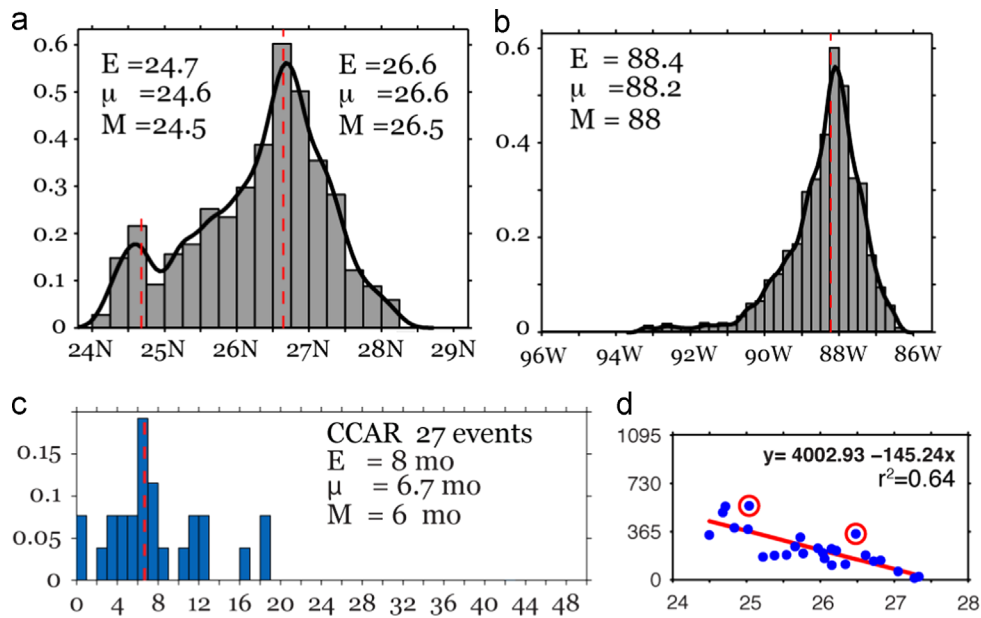 a
0.6
0.5
0.4
0.3
0.2
0.1
0
E =24.7
μ =24.6
M =24.5
E =26.6
μ =26.6
M =26.5
24N 25N 26N 27N 28N 29N
b
0.6
0.4
0.2
0
E = 88.4
μ =88.2
M = 88
96W 94W 92W 90W 88W 86W
c
0.15
0.1
0.05
0
CCAR 27 events
E = 8 mo
μ = 6.7 mo
M = 6 mo
0 4 8 12 16 20 24 28 32 36 40 44 48
d
1095
730
365
0
y= 4002.93 −145.24x
r²=0.64
24 25 26 27 28